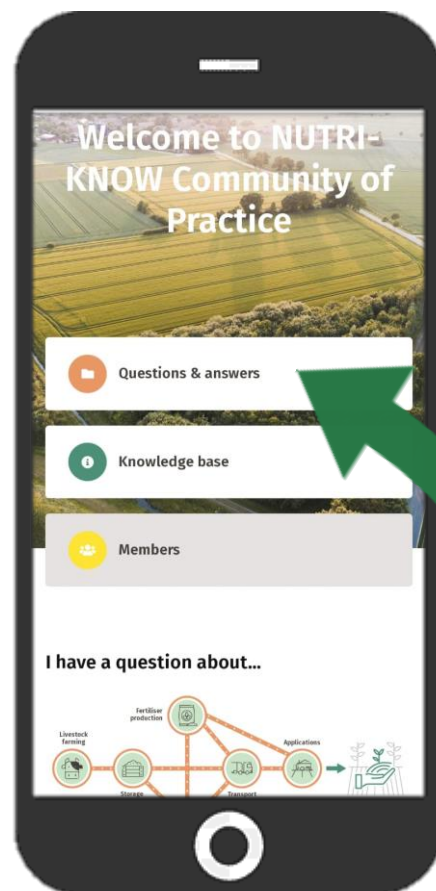 Welcome to NUTRI-
KNOW Community of
Practice
Questions & answers
Knowledge base
Members
I have a question about...
Fertiliser
production
Livestock
farming
Applications
Storage
Transport